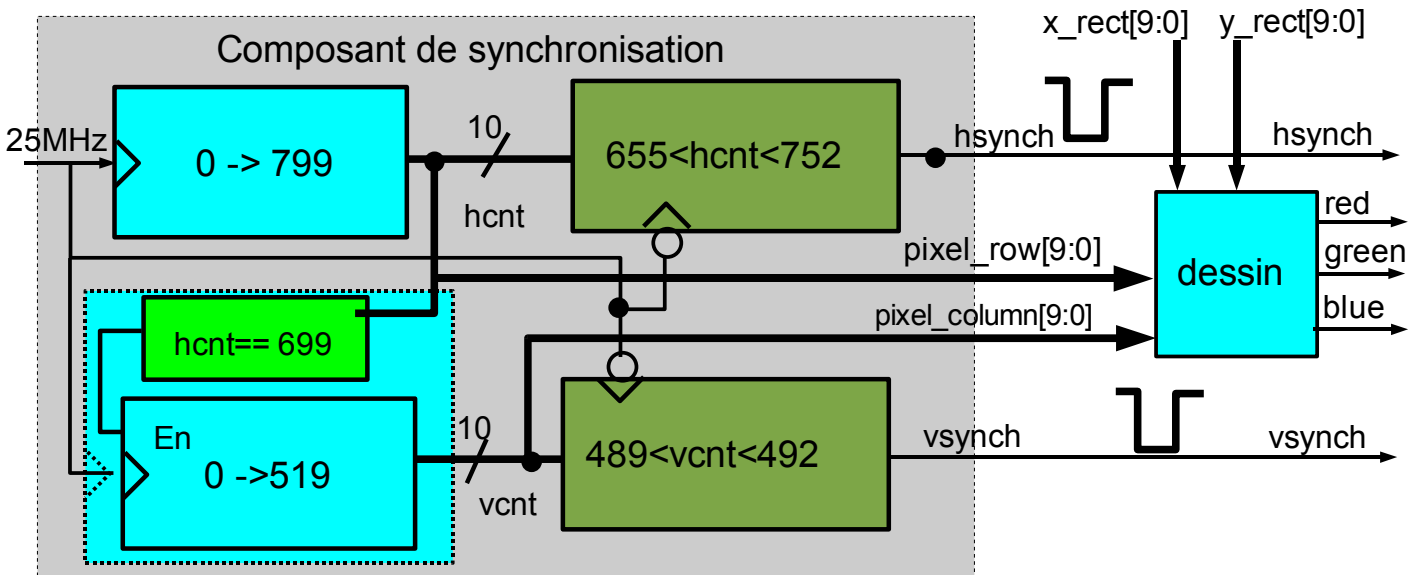 x_rect[9:0] y_rect[9:0]
Composant de synchronisation
25MHz
0 -> 799
10
hcnt
655<hcnt<752
hsynch
hsynch
red
green
blue
pixel_row[9:0]
dessin
pixel_column[9:0]
hcnt== 699
En
0 ->519
10
vcnt
489<vcnt<492
vsynch
vsynch